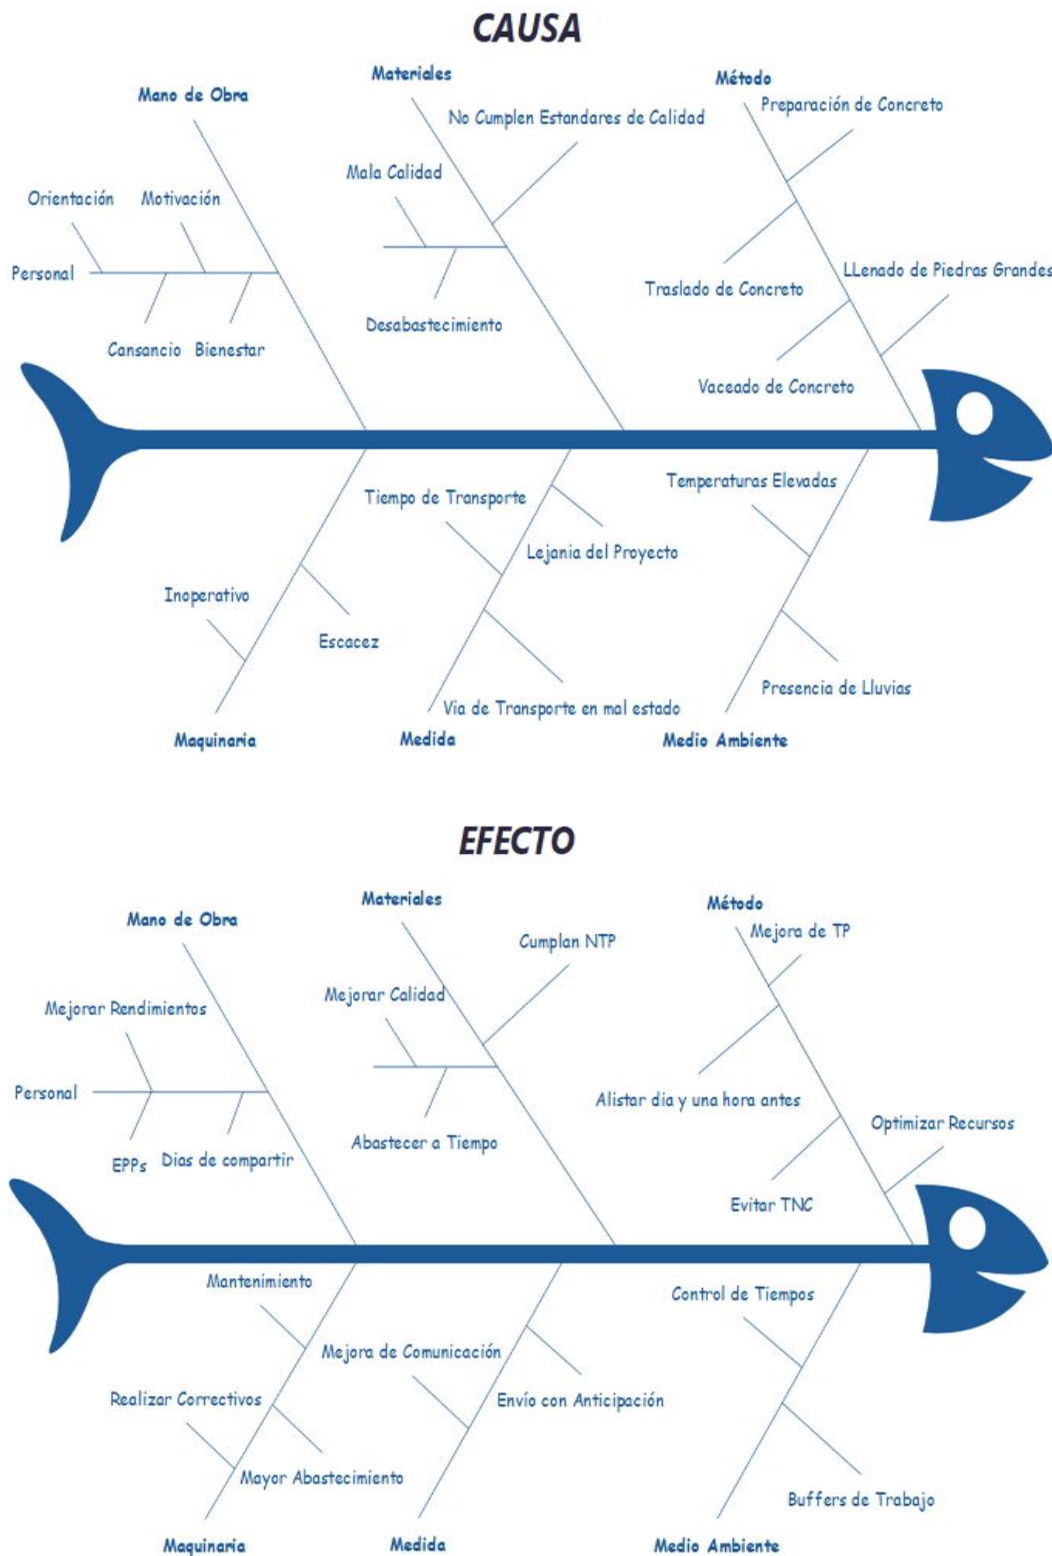 CAUSA
Materiales
Método
Mano de Obra
Preparación de Concreto
No Cumplen Estandares de Calidad
Mala Calidad
Orientación
Motivación
Personal
LLenado de Piedras Grandes
Traslado de Concreto
Desabastecimiento
Cansancio
Bienestar
Vaceado de Concreto
Temperaturas Elevadas
Tiempo de Transporte
Lejania del Proyecto
Inoperativo
Escacez
Presencia de Lluvias
Via de Transporte en mal estado
Maquinaria
Medida
Medio Ambiente
EFECTO
Materiales
Método
Mano de Obra
Mejora de TP
Cumplan NTP
Mejorar Calidad
Mejorar Rendimientos
Personal
Alistar dia y una hora antes
Optimizar Recursos
Abastecer a Tiempo
EPPs
Dias de compartir
Evitar TNC
Mantenimiento
Control de Tiempos
Mejora de Comunicación
Realizar Correctivos
Envío con Anticipación
Mayor Abastecimiento
Buffers de Trabajo
Maquinaria
Medida
Medio Ambiente